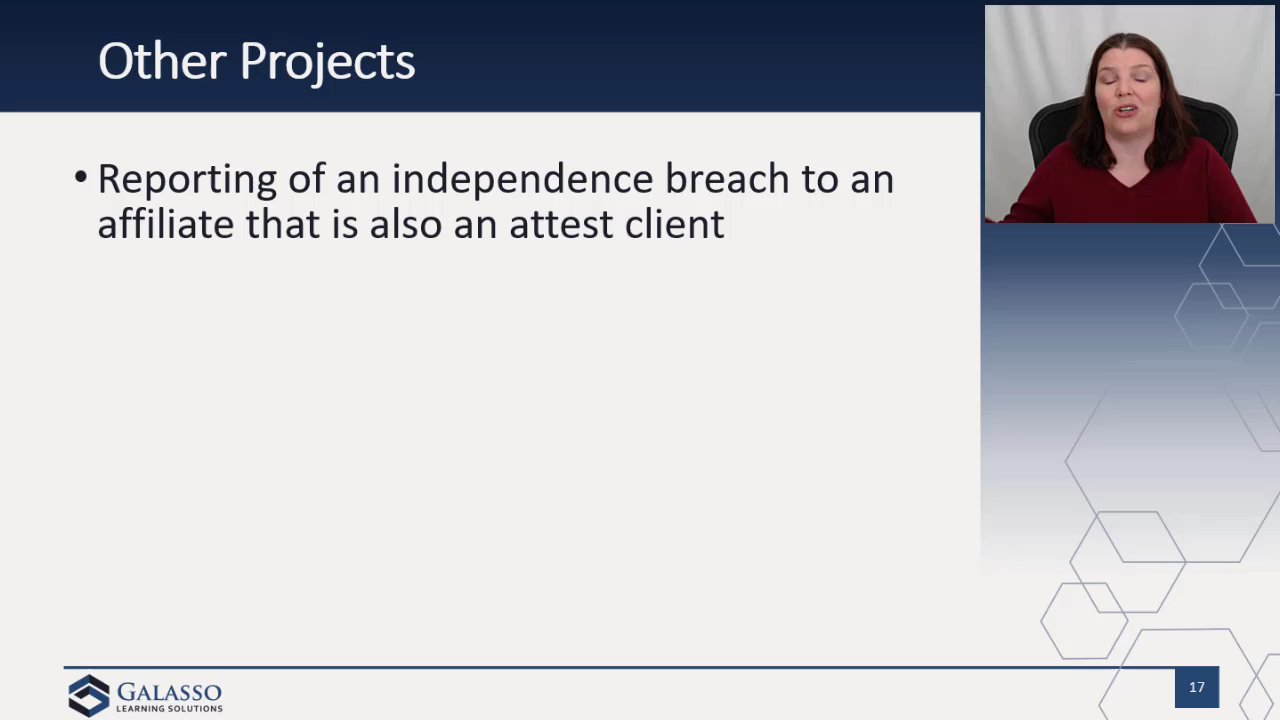 Other Projects
• Reporting of an independence breach to an
affiliate that is also an attest client
GALASSO
LEARNING SOLUTIONS
17